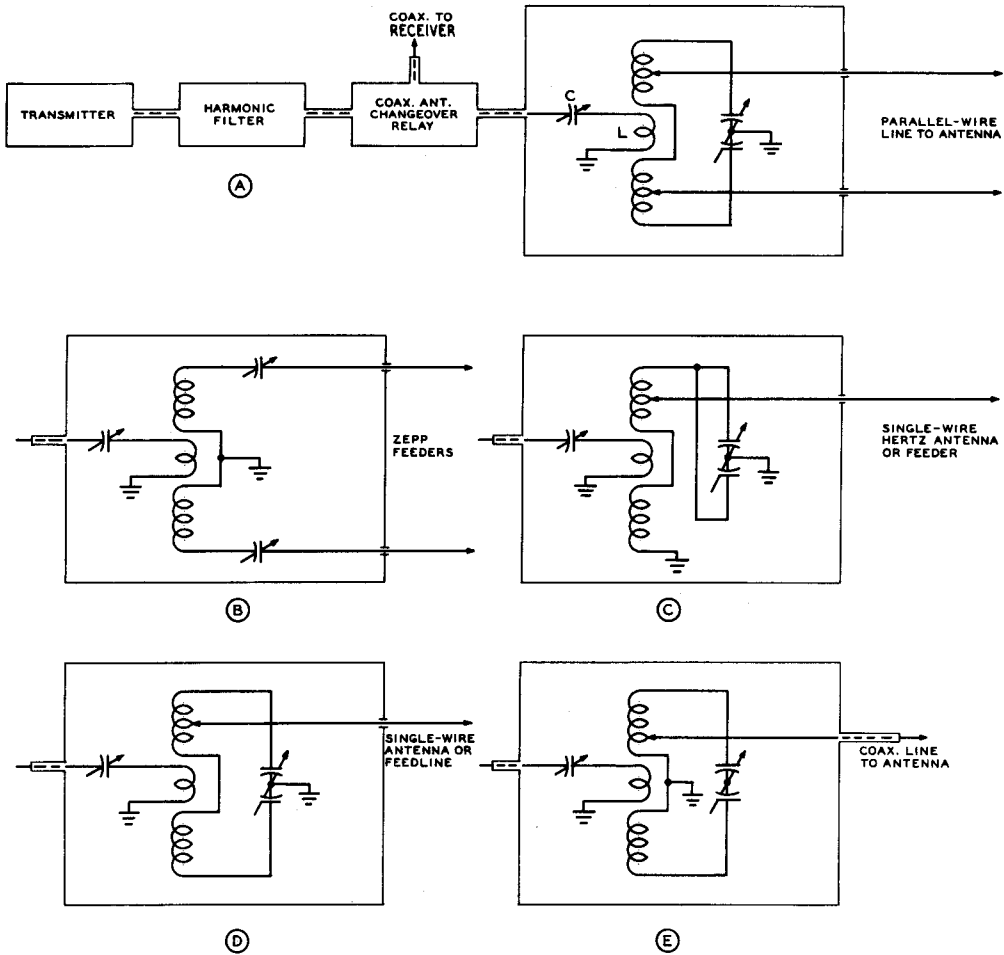 COAX. TO
RECEIVER
TRANSMITTER
HARMONIC
FILTER
COAX. ANT.
CHANGEOVER
RELAY
C
L
PARALLEL-WIRE
LINE TO ANTENNA
A
ZEPP
FEEDERS
B
SINGLE-WIRE
HERTZ ANTENNA
OR FEEDER
C
SINGLE-WIRE
ANTENNA OR
FEEDLINE
D
COAX. LINE
TO ANTENNA
E